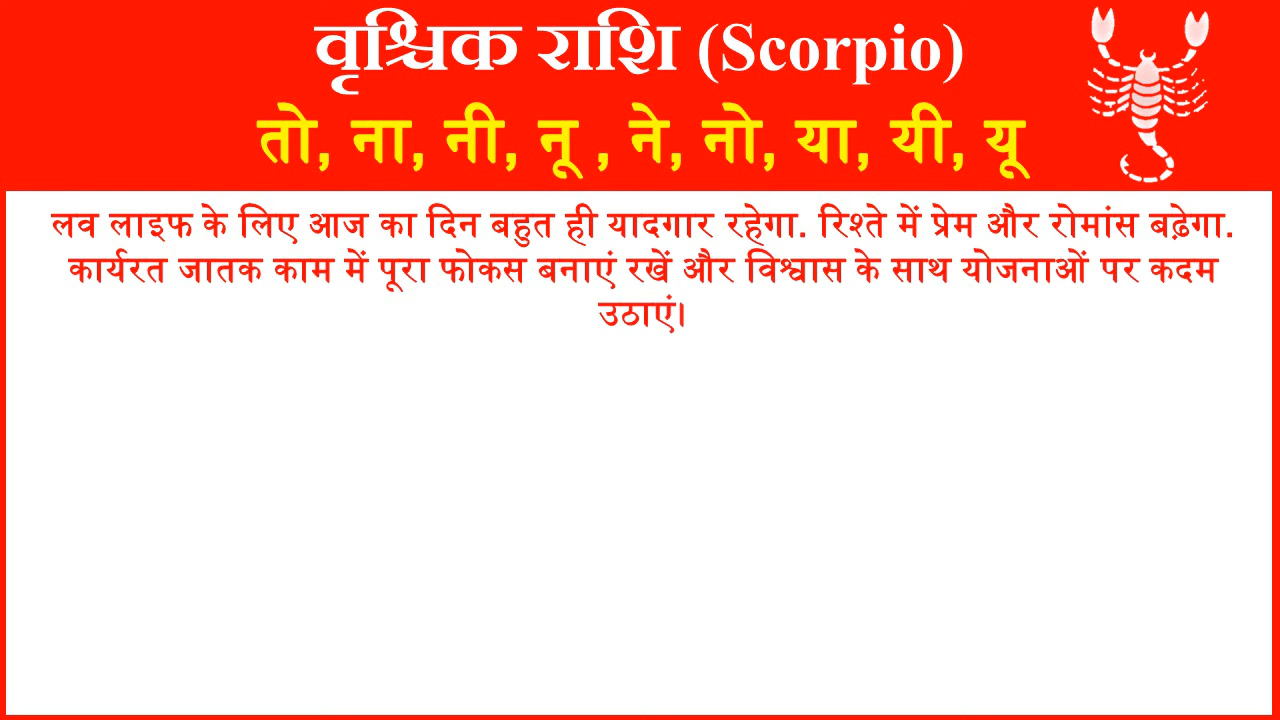 वृश्चिक राशि (Scorpio)
तो, ना, नी, नू , ने, नो, या, यी, यू
लव लाइफ के लिए आज का दिन बहुत ही यादगार रहेगा. रिश्ते में प्रेम और रोमांस बढ़ेगा.
कार्यरत जातक काम में पूरा फोकस बनाएं रखें और विश्वास के साथ योजनाओं पर कदम
उठाएं।